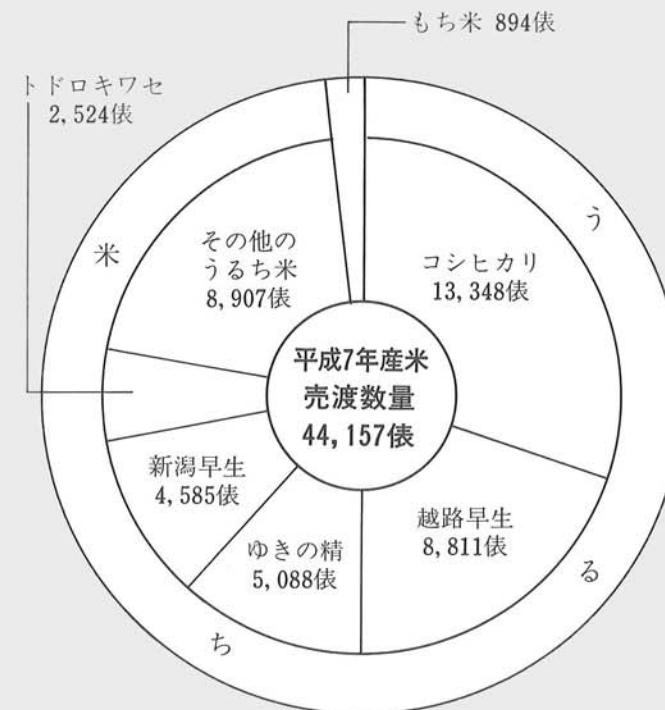 もち米 894俵
トドロキワセ
2,524俵
その他の
うるち米
8,907俵
コシヒカリ
13,348俵
平成7年産米
売渡数量
44,157俵
新潟早生
4,585俵
ゆきの精
5,088俵
越路早生
8,811俵
うるち米